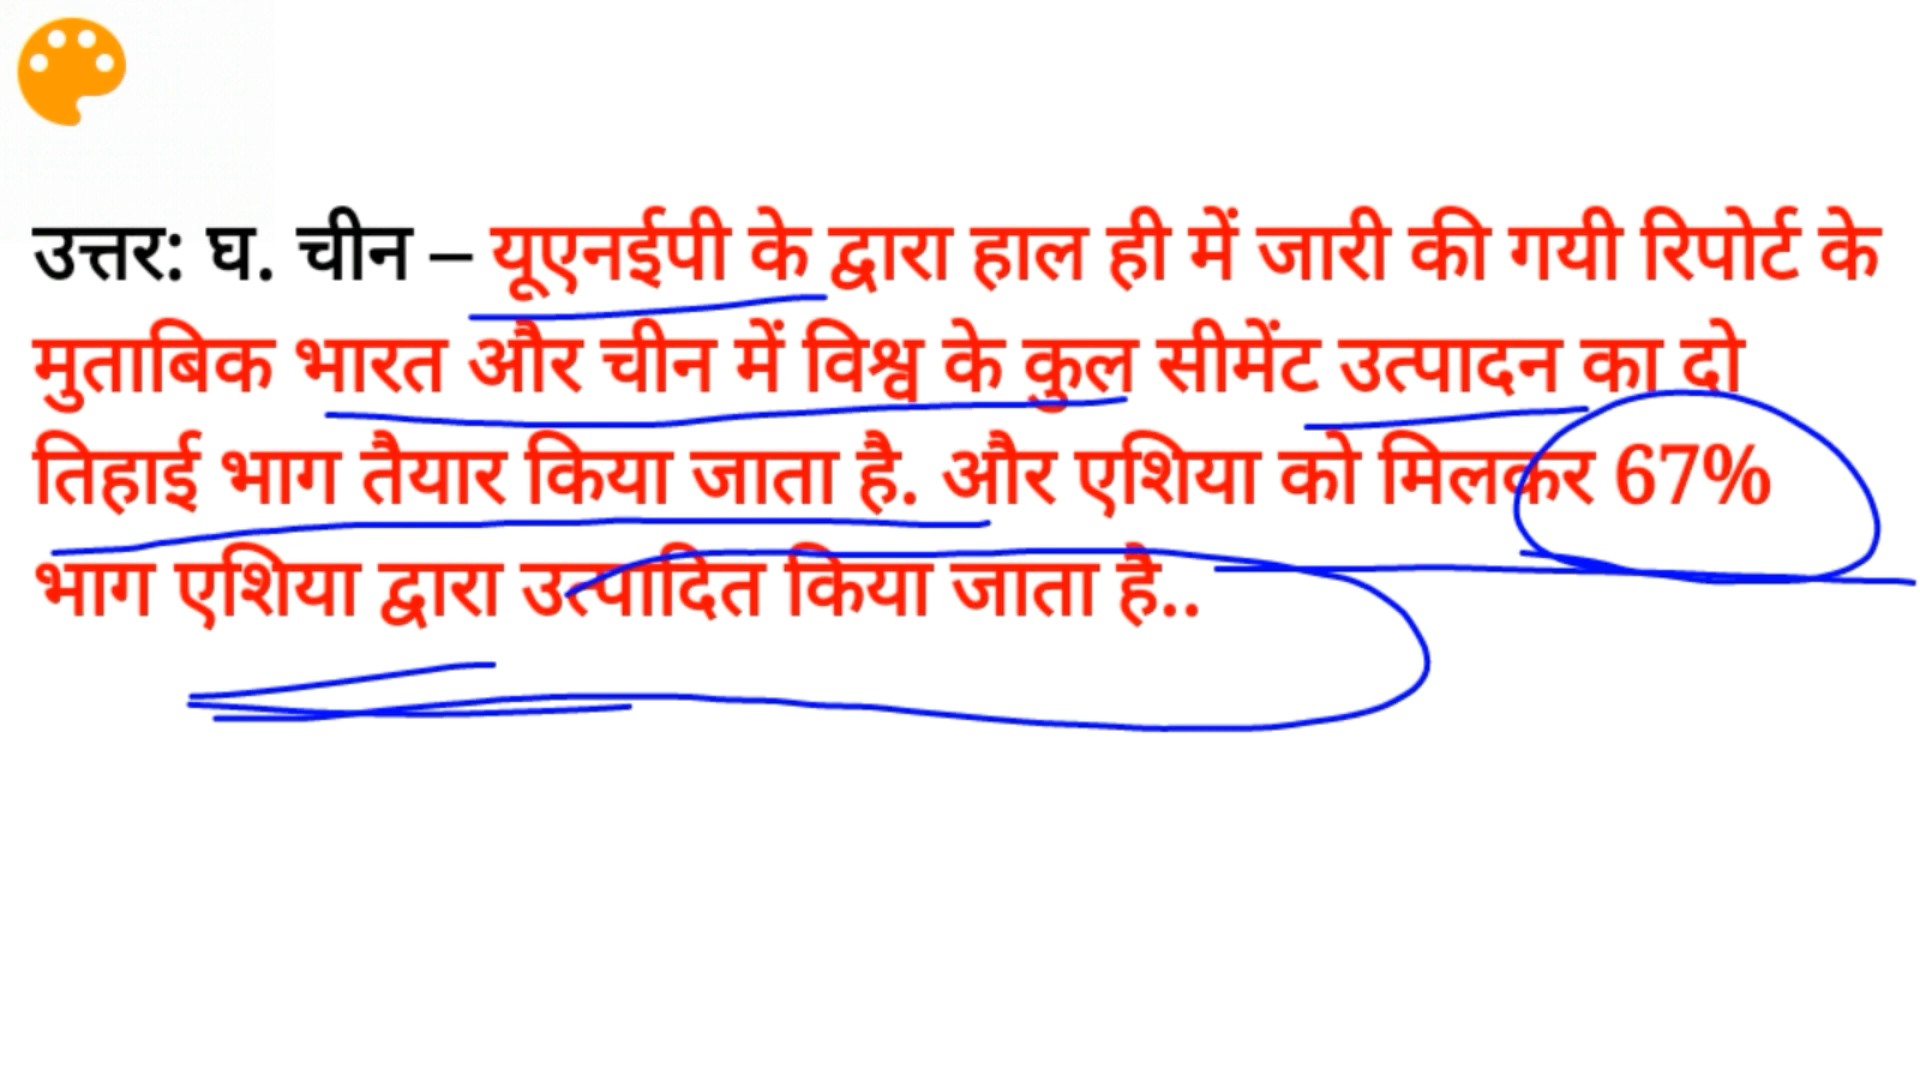 उत्तर: घ. चीन – यूएनईपी के द्वारा हाल ही में जारी की गयी रिपोर्ट के
मुताबिक भारत और चीन में विश्व के कुल सीमेंट उत्पादन का दो
तिहाई भाग तैयार किया जाता है. और एशिया को मिलकर 67%
भाग एशिया द्वारा उत्पादित किया जाता है..